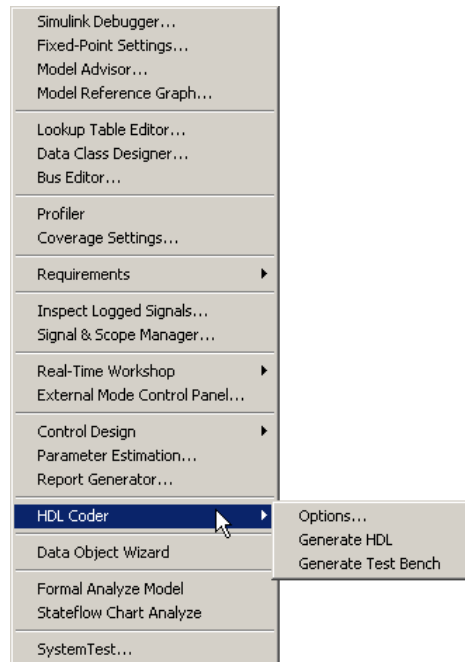 Simulink Debugger...
Fixed-Point Settings...
Model Advisor...
Model Reference Graph...
Lookup Table Editor...
Data Class Designer...
Bus Editor...
Profiler
Coverage Settings...
Requirements
Inspect Logged Signals...
Signal & Scope Manager...
Real-Time Workshop
External Mode Control Panel...
Control Design
Parameter Estimation...
Report Generator...
HDL Coder
Options...
Generate HDL
Generate Test Bench
Data Object Wizard
Formal Analyze Model
Stateflow Chart Analyze
SystemTest...